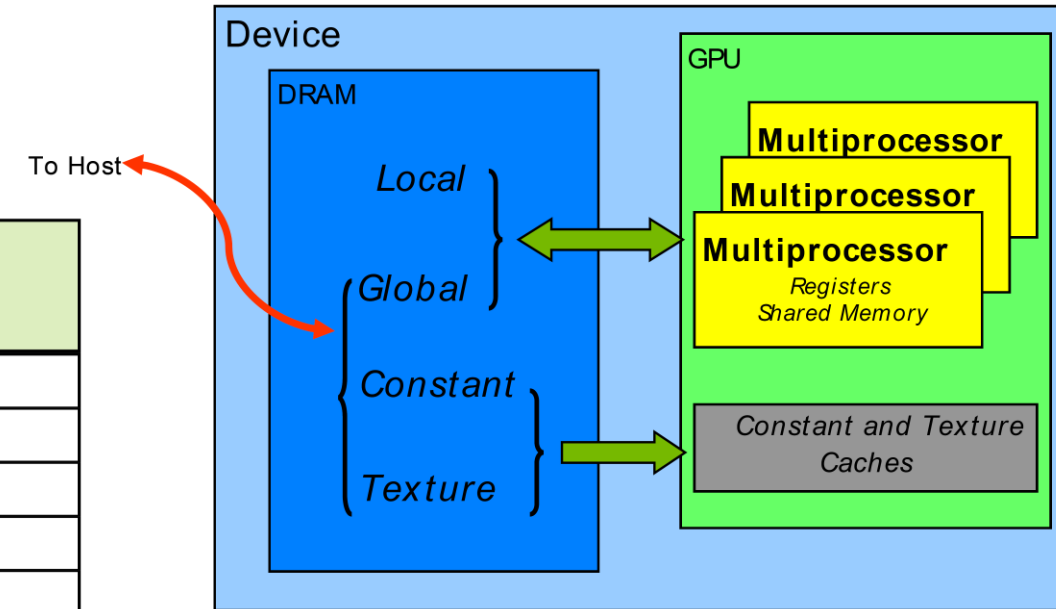 Device
DRAM
GPU
To Host
Local
Global
Constant
Texture
Multiprocessor
Multiprocessor
Multiprocessor
Registers
Shared Memory
Constant and Texture
Caches